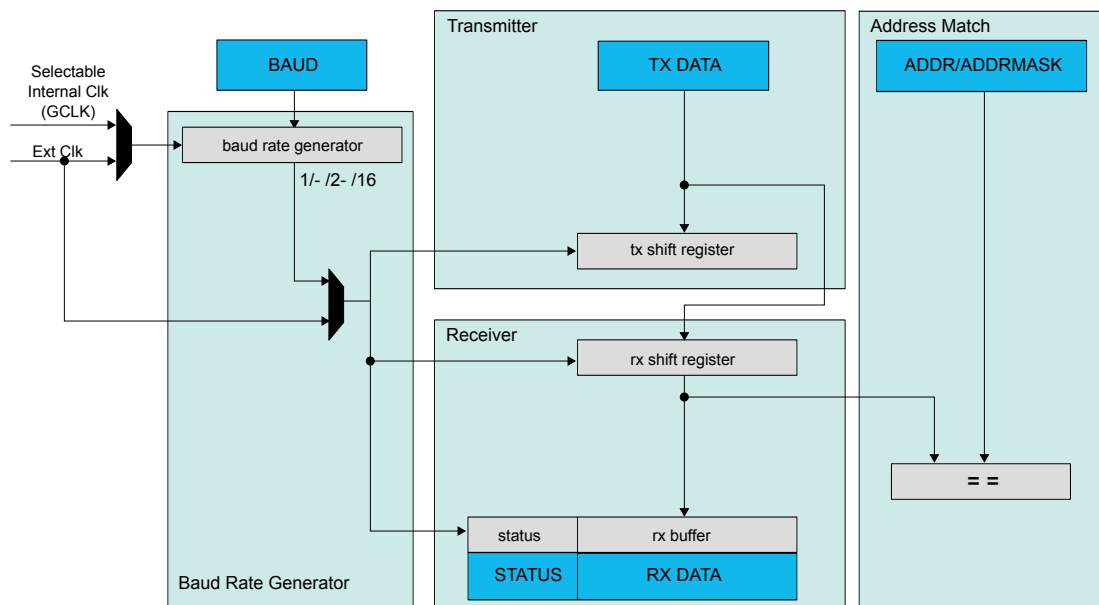 Transmitter
Address Match
BAUD
TX DATA
ADDR/ADDRMASK
Selectable
Internal Clk
(GCLK)
Ext Clk
baud rate generator
1/- /2- /16
tx shift register
Receiver
rx shift register
= =
status
rx buffer
STATUS
RX DATA
Baud Rate Generator